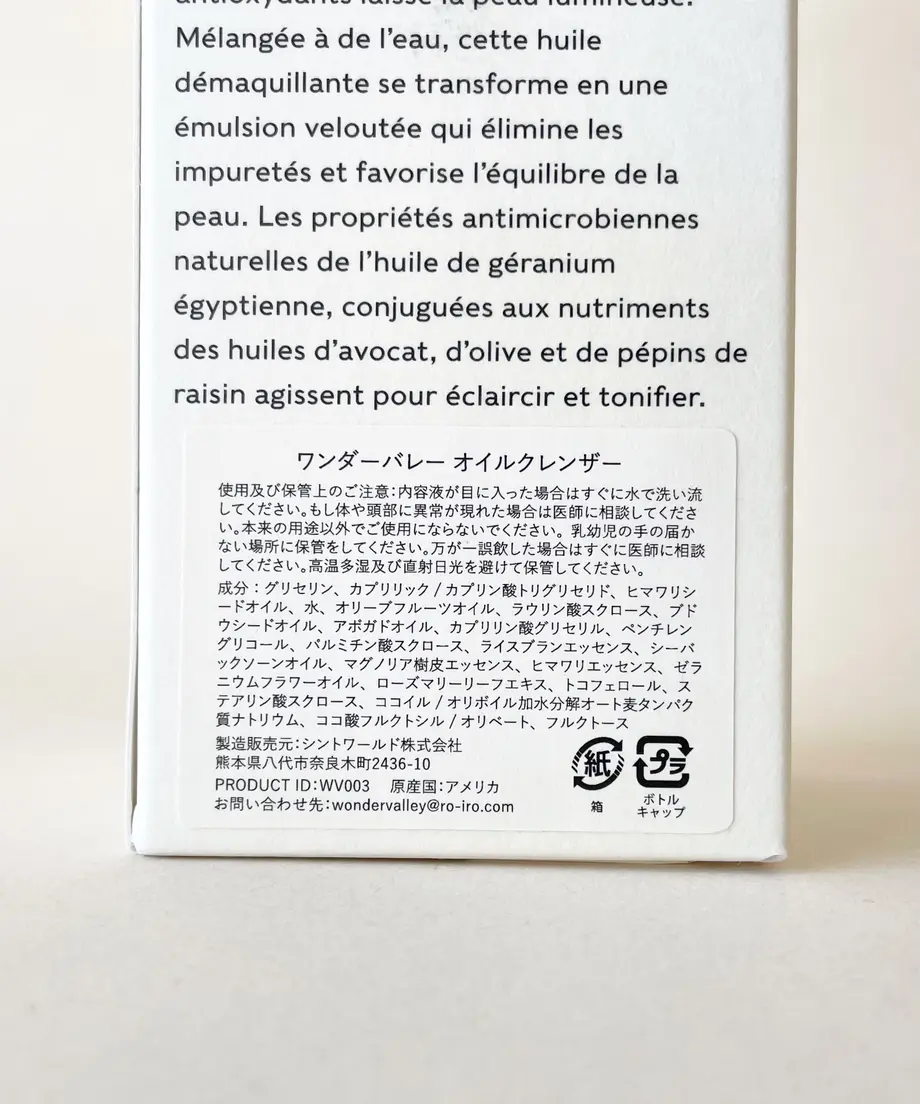 antioxydants laisse la peau lumineuse.
Mélangée à de l’eau, cette huile
démaquillante se transforme en une
émulsion veloutée qui élimine les
impuretés et favorise l’équilibre de la
peau. Les propriétés antimicrobiennes
naturelles de l’huile de géranium
égyptienne, conjuguées aux nutriments
des huiles d’avocat, d’olive et de pépins de
raisin agissent pour éclaircir et tonifier.
ワンダーバレー オイルクレンザー
使用及び保管上のご注意:内容液が目に入った場合はすぐに水で洗い流
してください。もし体や頭部に異常が現れた場合は医師に相談してくださ
い。本来の用途以外でご使用にならないでください。 乳幼児の手の届か
ない場所に保管をしてください。万が一誤飲した場合はすぐに医師に相談
してください。高温多湿及び直射日光を避けて保管してください。
成分:グリセリン、カプリリック / カプリン酸トリグリセリド、ヒマワリシ
ードオイル、水、オリーブフルーツオイル、ラウリン酸スクロース、ブド
ウシードオイル、アボガドオイル、カプリリン酸グリセリル、ペンチレン
グリコール、パルミチン酸スクロース、ライスブランエッセンス、シーバ
ックソーンオイル、マグノリア樹皮エッセンス、ヒマワリエッセンス、ゼラ
ニウムフラワーオイル、ローズマリーリーフエキス、トコフェロール、ス
テアリン酸スクロース、ココイル / オリボイル加水分解オート麦タンパク
質ナトリウム、ココ酸フルクトシル / オリベート、フルクトース
製造販売元:シントワールド株式会社
熊本県八代市奈良木町2436-10
PRODUCT ID:WV003 原産国:アメリカ
お問い合わせ先:wondervalley@ro-iro.com
紙
箱
プラ
ボトル
キャップ